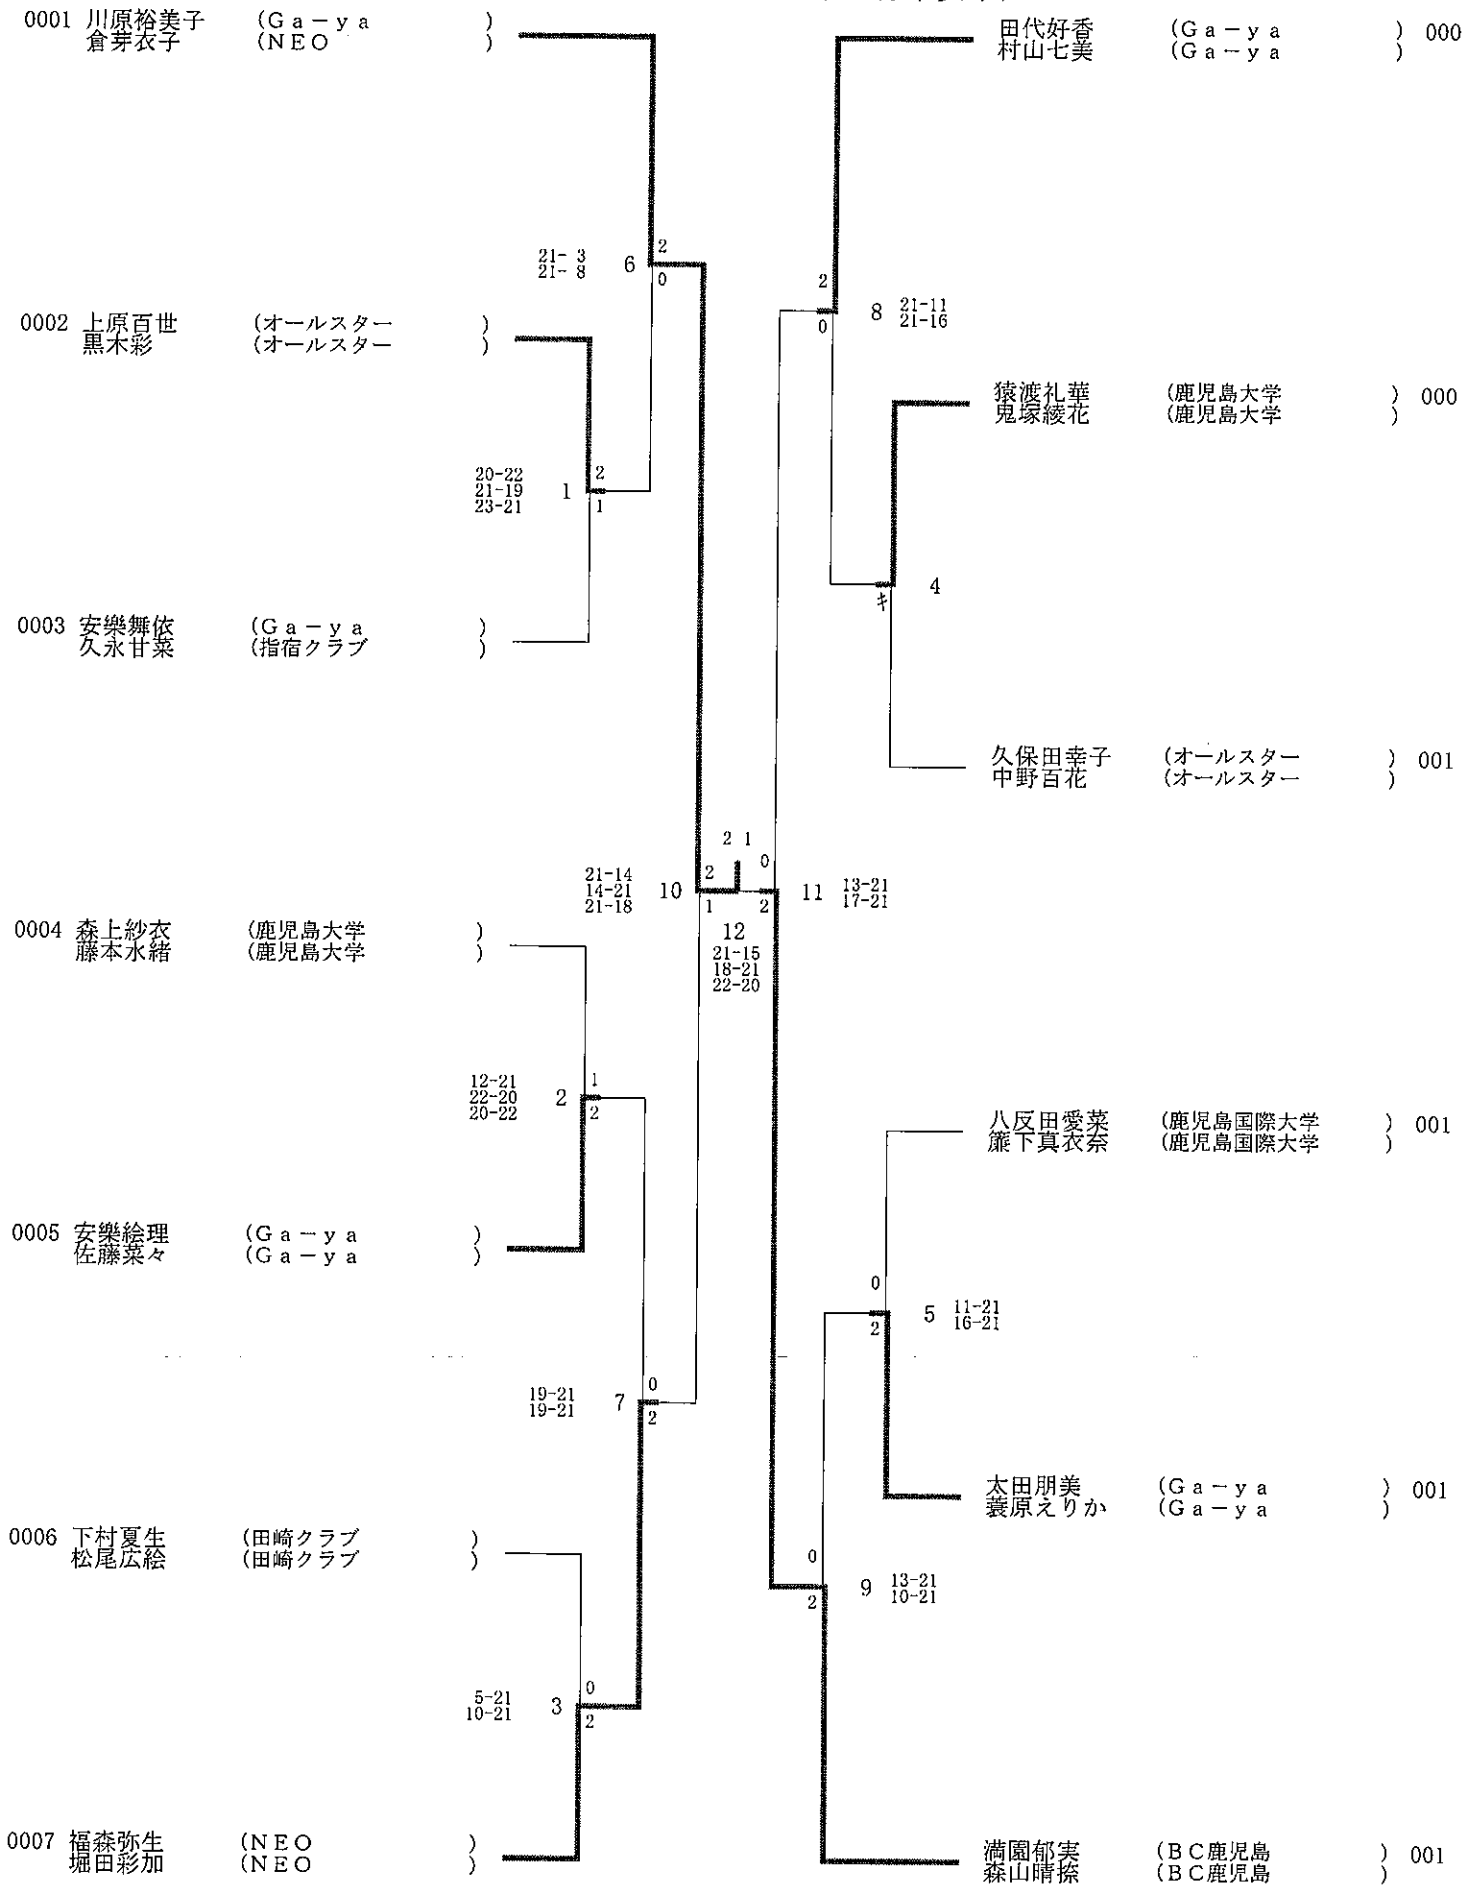 0001 川原裕美子 (Ｇａ－ｙａ )
倉芽衣子 (ＮＥＯ )
田代好香 (Ｇａ－ｙａ ) 000
村山七美 (Ｇａ－ｙａ )
21- 3
21- 8
6
2
0
2
0
8
21-11
21-16
0002 上原百世 (オールスター )
黒木彩 (オールスター )
猿渡礼華 (鹿児島大学 ) 000
鬼塚綾花 (鹿児島大学 )
20-22
21-19
23-21
1
2
1
キ
4
0003 安樂舞依 (Ｇａ－ｙａ )
久永甘菜 (指宿クラブ )
久保田幸子 (オールスター ) 001
中野百花 (オールスター )
21-14
14-21
21-18
10
2
1
2 1
0
2
11
13-21
17-21
12
21-15
18-21
22-20
0004 森上紗衣 (鹿児島大学 )
藤本水緒 (鹿児島大学 )
12-21
22-20
20-22
2
1
2
八反田愛菜 (鹿児島国際大学 ) 001
簾下真衣奈 (鹿児島国際大学 )
0005 安樂絵理 (Ｇａ－ｙａ )
佐藤菜々 (Ｇａ－ｙａ )
0
2
5
11-21
16-21
19-21
19-21
7
0
2
太田朋美 (Ｇａ－ｙａ ) 001
蓑原えりか (Ｇａ－ｙａ )
0006 下村夏生 (田崎クラブ )
松尾広絵 (田崎クラブ )
0
2
9
13-21
10-21
5-21
10-21
3
0
2
0007 福森弥生 (ＮＥＯ )
堀田彩加 (ＮＥＯ )
満園郁実 (ＢＣ鹿児島 ) 001
森山晴捺 (ＢＣ鹿児島 )